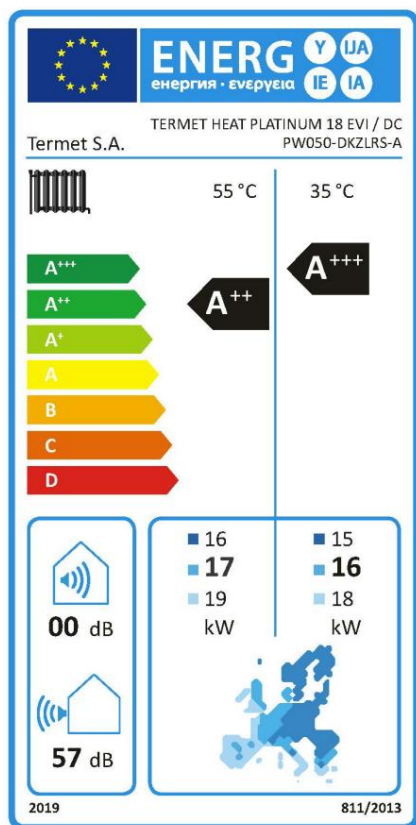 ENERG Y IJA
енергия · ενεργεια IE IA
TERMET HEAT PLATINUM 18 EVI / DC
Termet S.A. PW050-DKZLRS-A
55 °C 35 °C
A+++ A+++
A++ A++
A+
A
B
C
D
16 15
17 16
19 18
kW kW
00 dB
57 dB
2019 811/2013